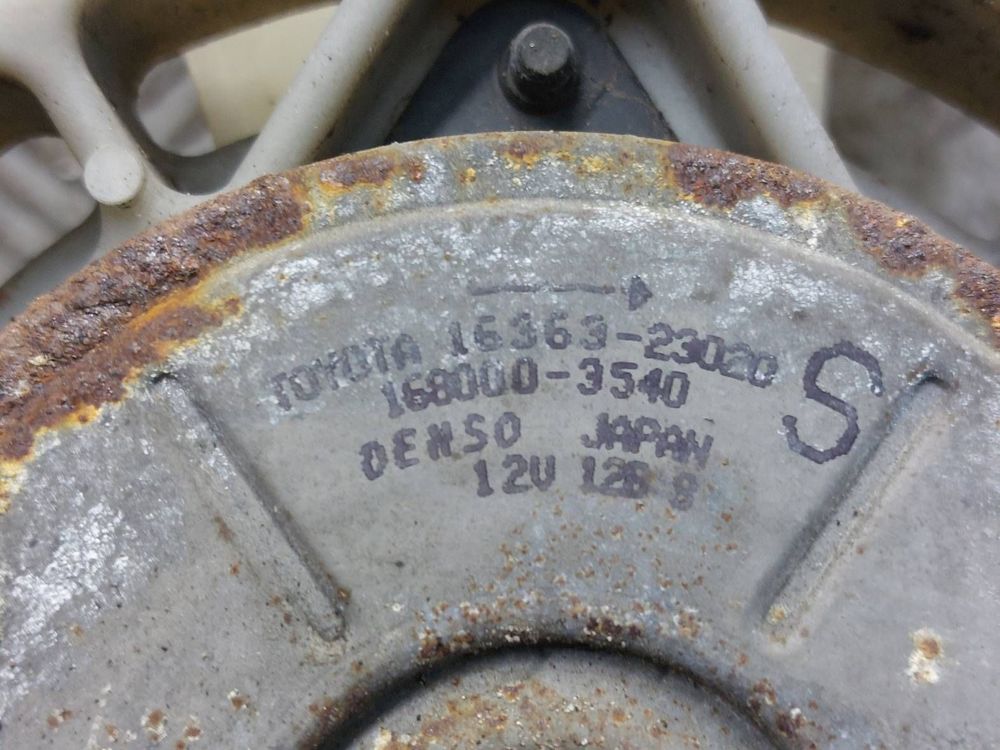 TOYOTA 16363-23020
S
168000-3540
DENSO JAPAN
12V